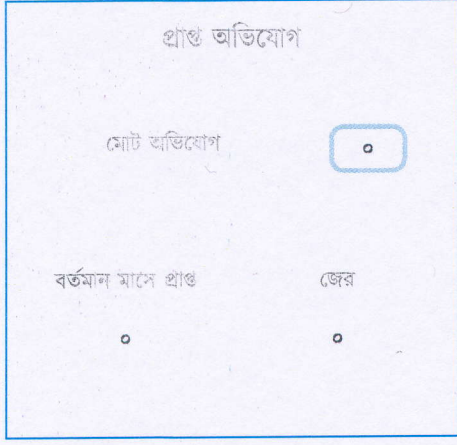 প্রাপ্ত অভিযোগ
মোট অভিযোগ ০
বর্তমান মাসে প্রাপ্ত জের
০ ০